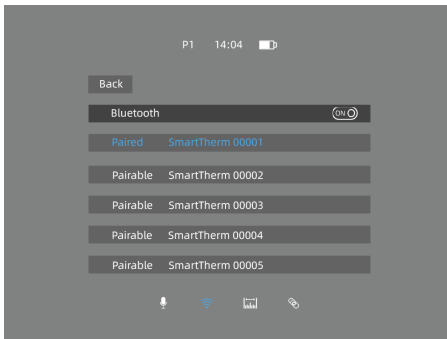 P1 14:04
Back
Bluetooth ON
Paired SmartTherm 00001
Pairable SmartTherm 00002
Pairable SmartTherm 00003
Pairable SmartTherm 00004
Pairable SmartTherm 00005